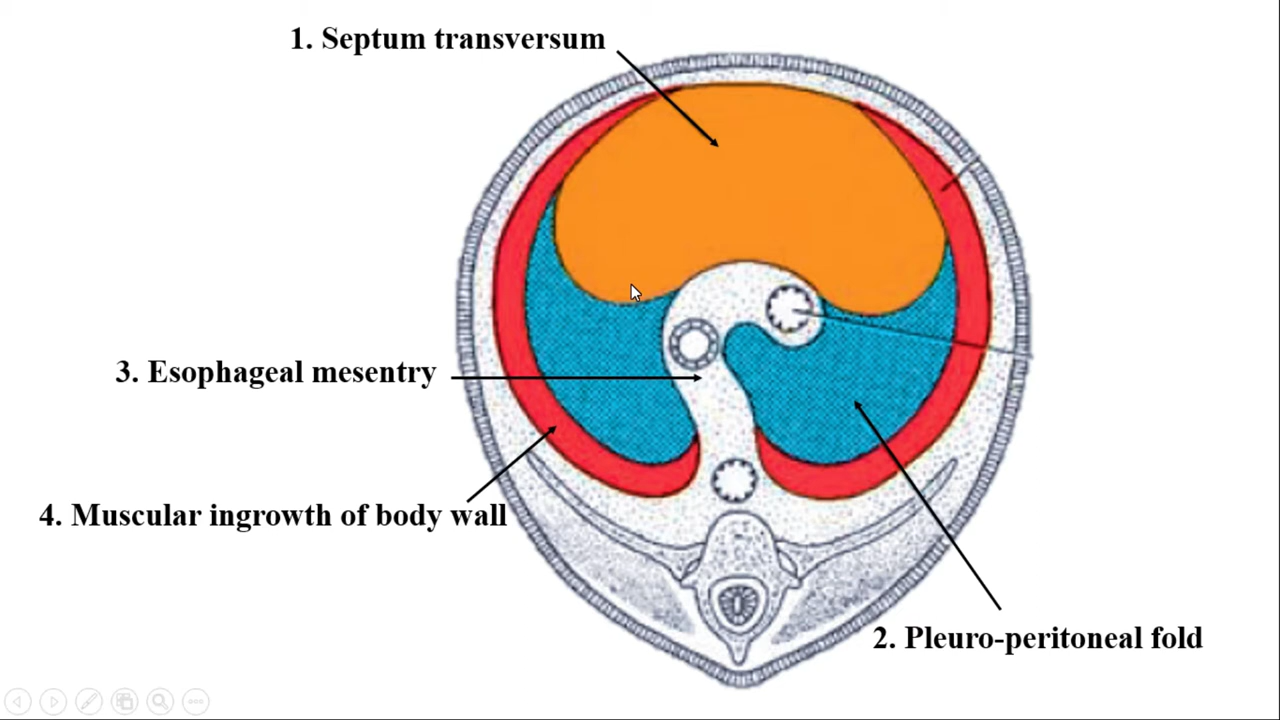 1. Septum transversum
3. Esophageal mesentry
4. Muscular ingrowth of body wall
2. Pleuro-peritoneal fold